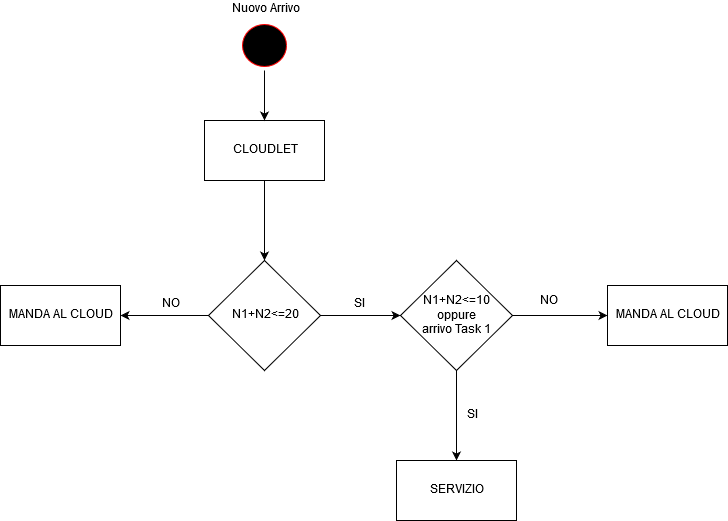 Nuovo Arrivo
CLOUDLET
N1+N2<=20
NO
MANDA AL CLOUD
SI
N1+N2<=10
oppure
arrivo Task 1
NO
MANDA AL CLOUD
SI
SERVIZIO